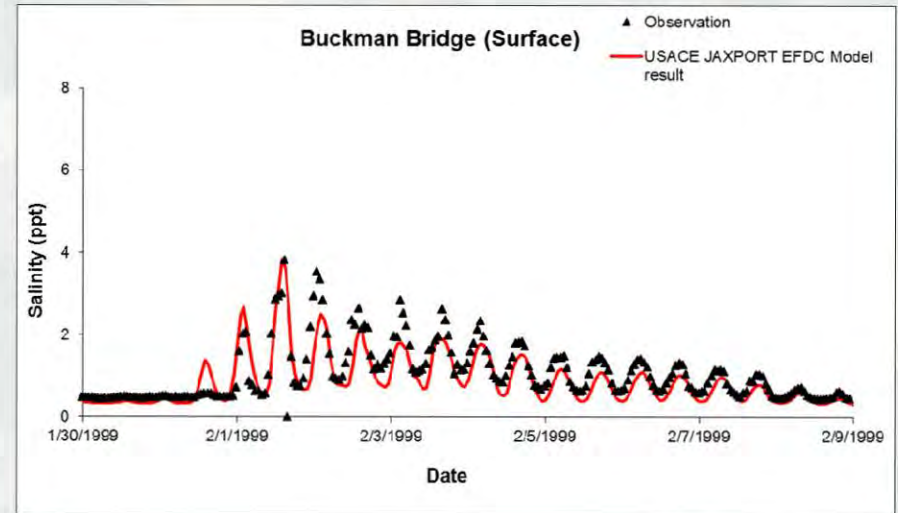 Buckman Bridge (Surface)
Observation
USACE JAXPORT EFDC Model
result
Salinity (ppt)
8
6
4
2
0
1/30/1999
2/1/1999
2/3/1999
2/5/1999
2/7/1999
2/9/1999
Date